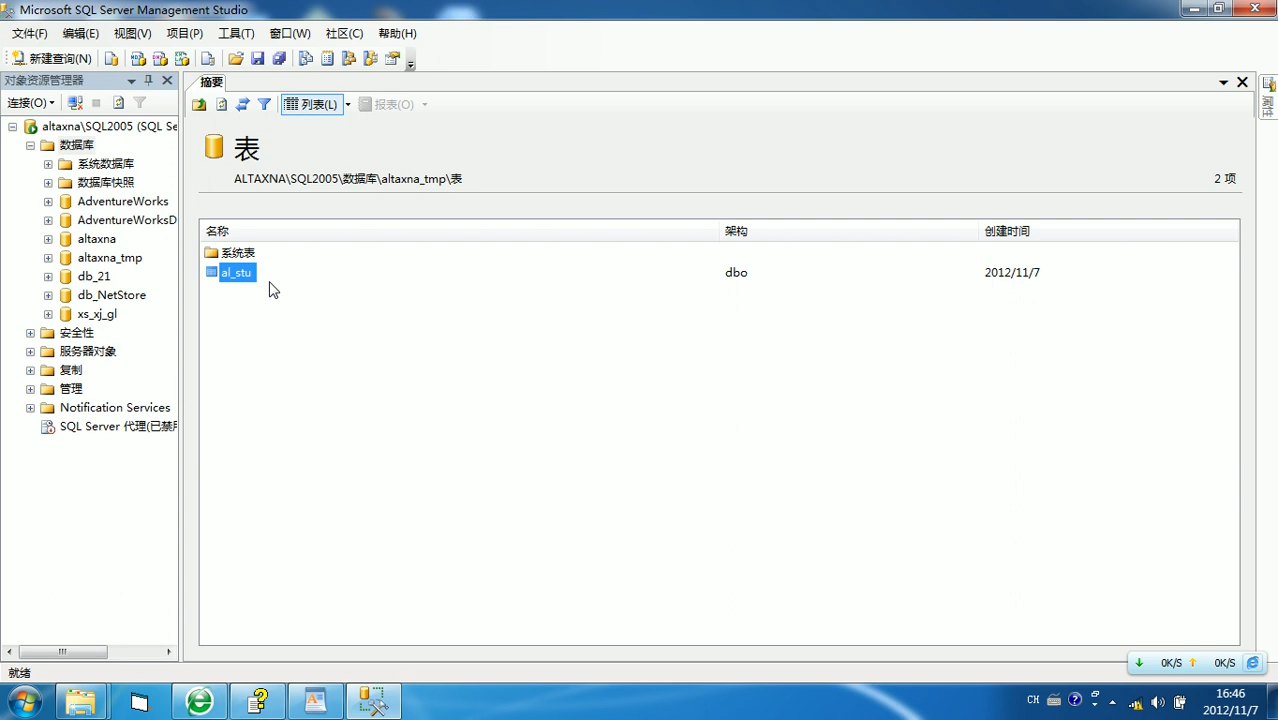 Microsoft SQL Server Management Studio
文件(F) 编辑(E) 视图(V) 项目(P) 工具(T) 窗口(W) 社区(C) 帮助(H)
新建查询(N)
对象资源管理器
摘要
属性
连接(O)
列表(L) 报表(O)
altaxna\SQL2005 (SQL Se
数据库
系统数据库
数据库快照
AdventureWorks
AdventureWorksD
altaxna
altaxna_tmp
db_21
db_NetStore
xs_xj_gl
安全性
服务器对象
复制
管理
Notification Services
SQL Server 代理(已禁用
表
ALTAXNA\SQL2005\数据库\altaxna_tmp\表
2 项
名称 架构 创建时间
系统表
al_stu dbo 2012/11/7
0K/S 0K/S
就绪
CH
16:46
2012/11/7